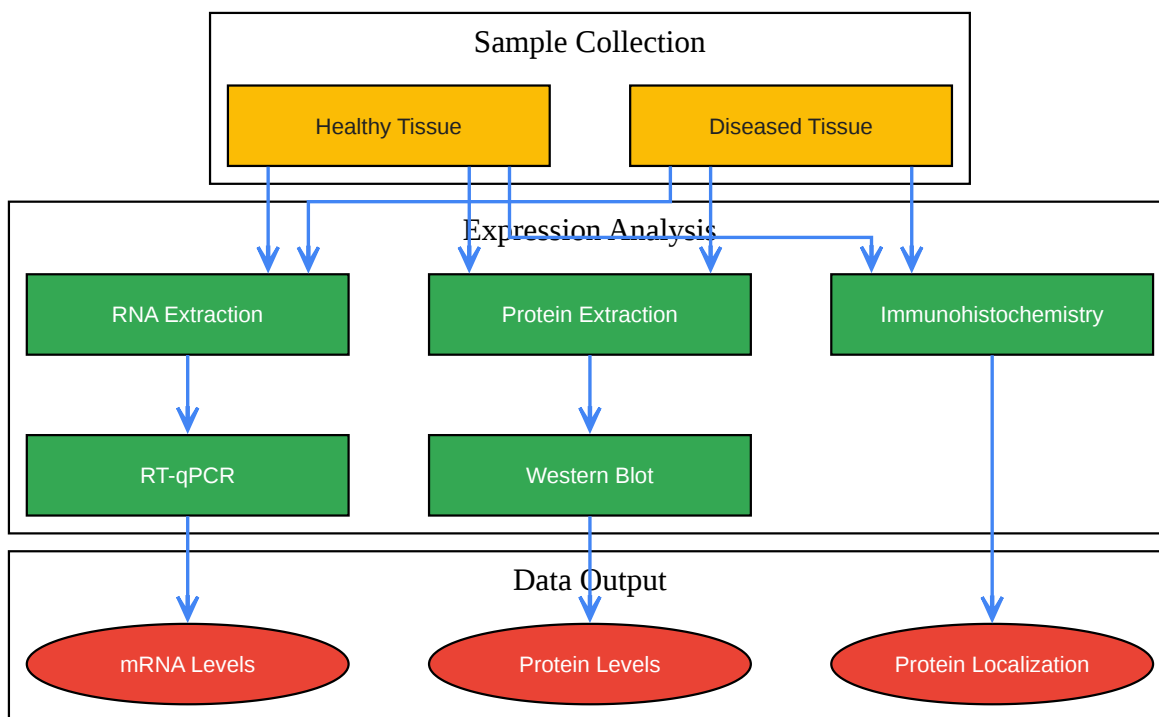 Sample Collection
Healthy Tissue
Diseased Tissue
Expression Analysis
RNA Extraction
Protein Extraction
Immunohistochemistry
RT-qPCR
Western Blot
Data Output
mRNA Levels
Protein Levels
Protein Localization